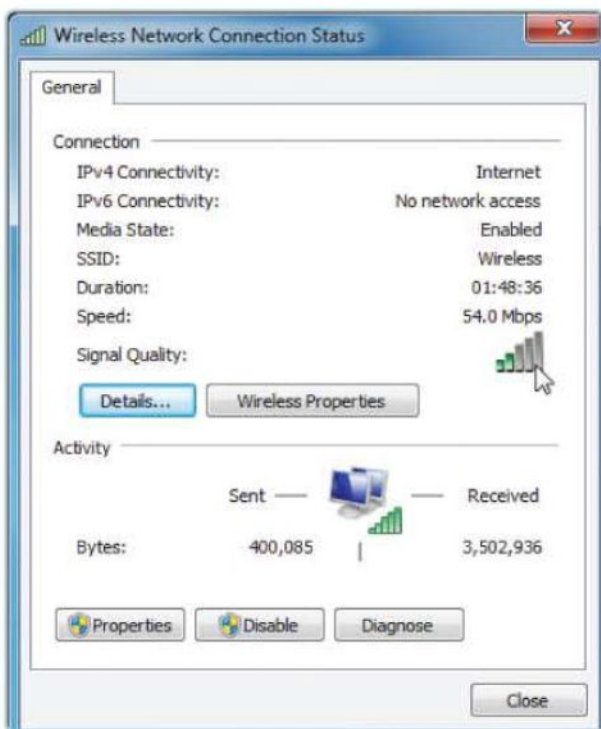 Wireless Network Connection Status
General
Connection
IPv4 Connectivity: Internet
IPv6 Connectivity: No network access
Media State: Enabled
SSID: Wireless
Duration: 01:48:36
Speed: 54.0 Mbps
Signal Quality:
Details... Wireless Properties
Activity
Sent Received
Bytes: 400,085 3,502,936
Properties Disable Diagnose
Close